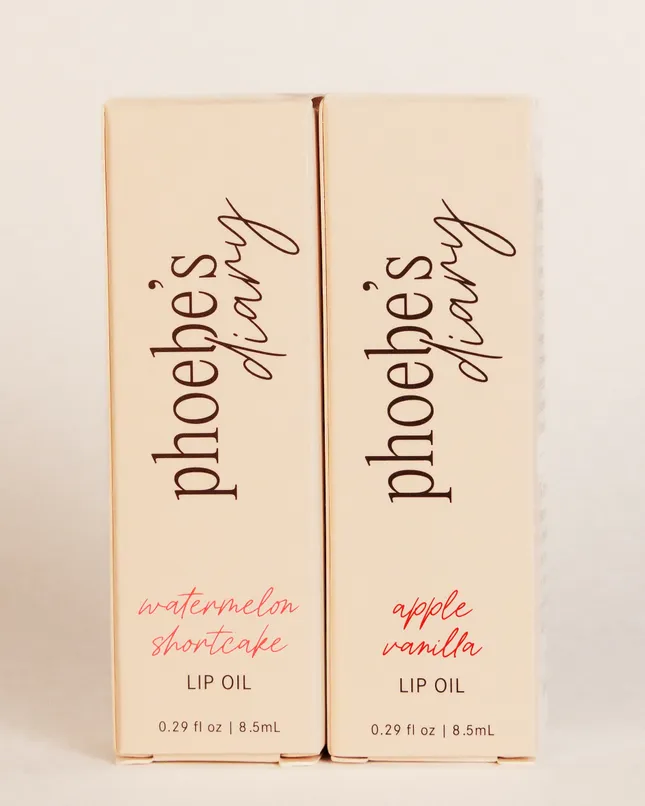 phoebe's
diary
watermelon
shortcake
LIP OIL
0.29 fl oz | 8.5mL
phoebe's
diary
apple
vanilla
LIP OIL
0.29 fl oz | 8.5mL